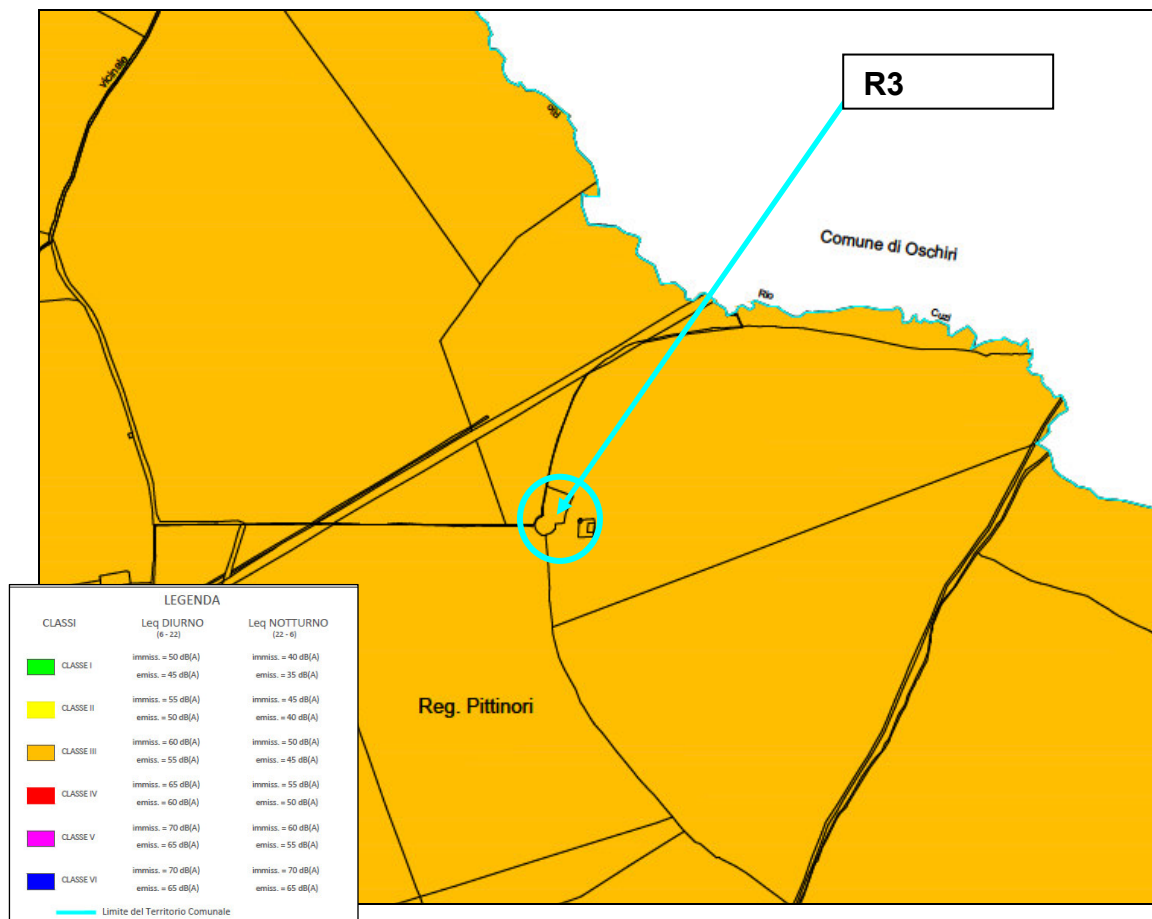 vicinale
Rio
R3
Comune di Oschiri
Rio
Cuzi
Reg. Pittinori
LEGENDA
CLASSI Leq DIURNO Leq NOTTURNO
(6 - 22) (22 - 6)
immiss. = 50 dB(A) immiss. = 40 dB(A)
CLASSE I
emiss. = 45 dB(A) emiss. = 35 dB(A)
immiss. = 55 dB(A) immiss. = 45 dB(A)
CLASSE II
emiss. = 50 dB(A) emiss. = 40 dB(A)
immiss. = 60 dB(A) immiss. = 50 dB(A)
CLASSE III
emiss. = 55 dB(A) emiss. = 45 dB(A)
immiss. = 65 dB(A) immiss. = 55 dB(A)
CLASSE IV
emiss. = 60 dB(A) emiss. = 50 dB(A)
immiss. = 70 dB(A) immiss. = 60 dB(A)
CLASSE V
emiss. = 65 dB(A) emiss. = 55 dB(A)
immiss. = 70 dB(A) immiss. = 70 dB(A)
CLASSE VI
emiss. = 65 dB(A) emiss. = 65 dB(A)
Limite del Territorio Comunale